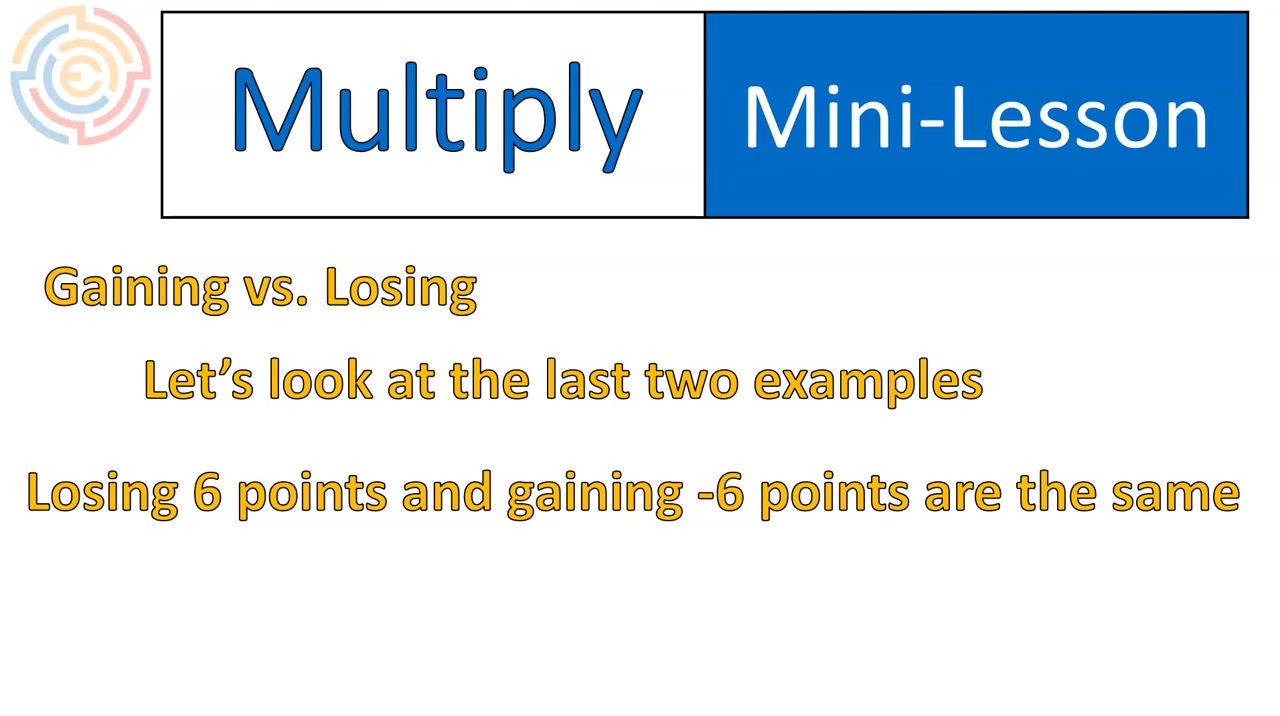 Multiply Mini-Lesson
Gaining vs. Losing
Let’s look at the last two examples
Losing 6 points and gaining -6 points are the same